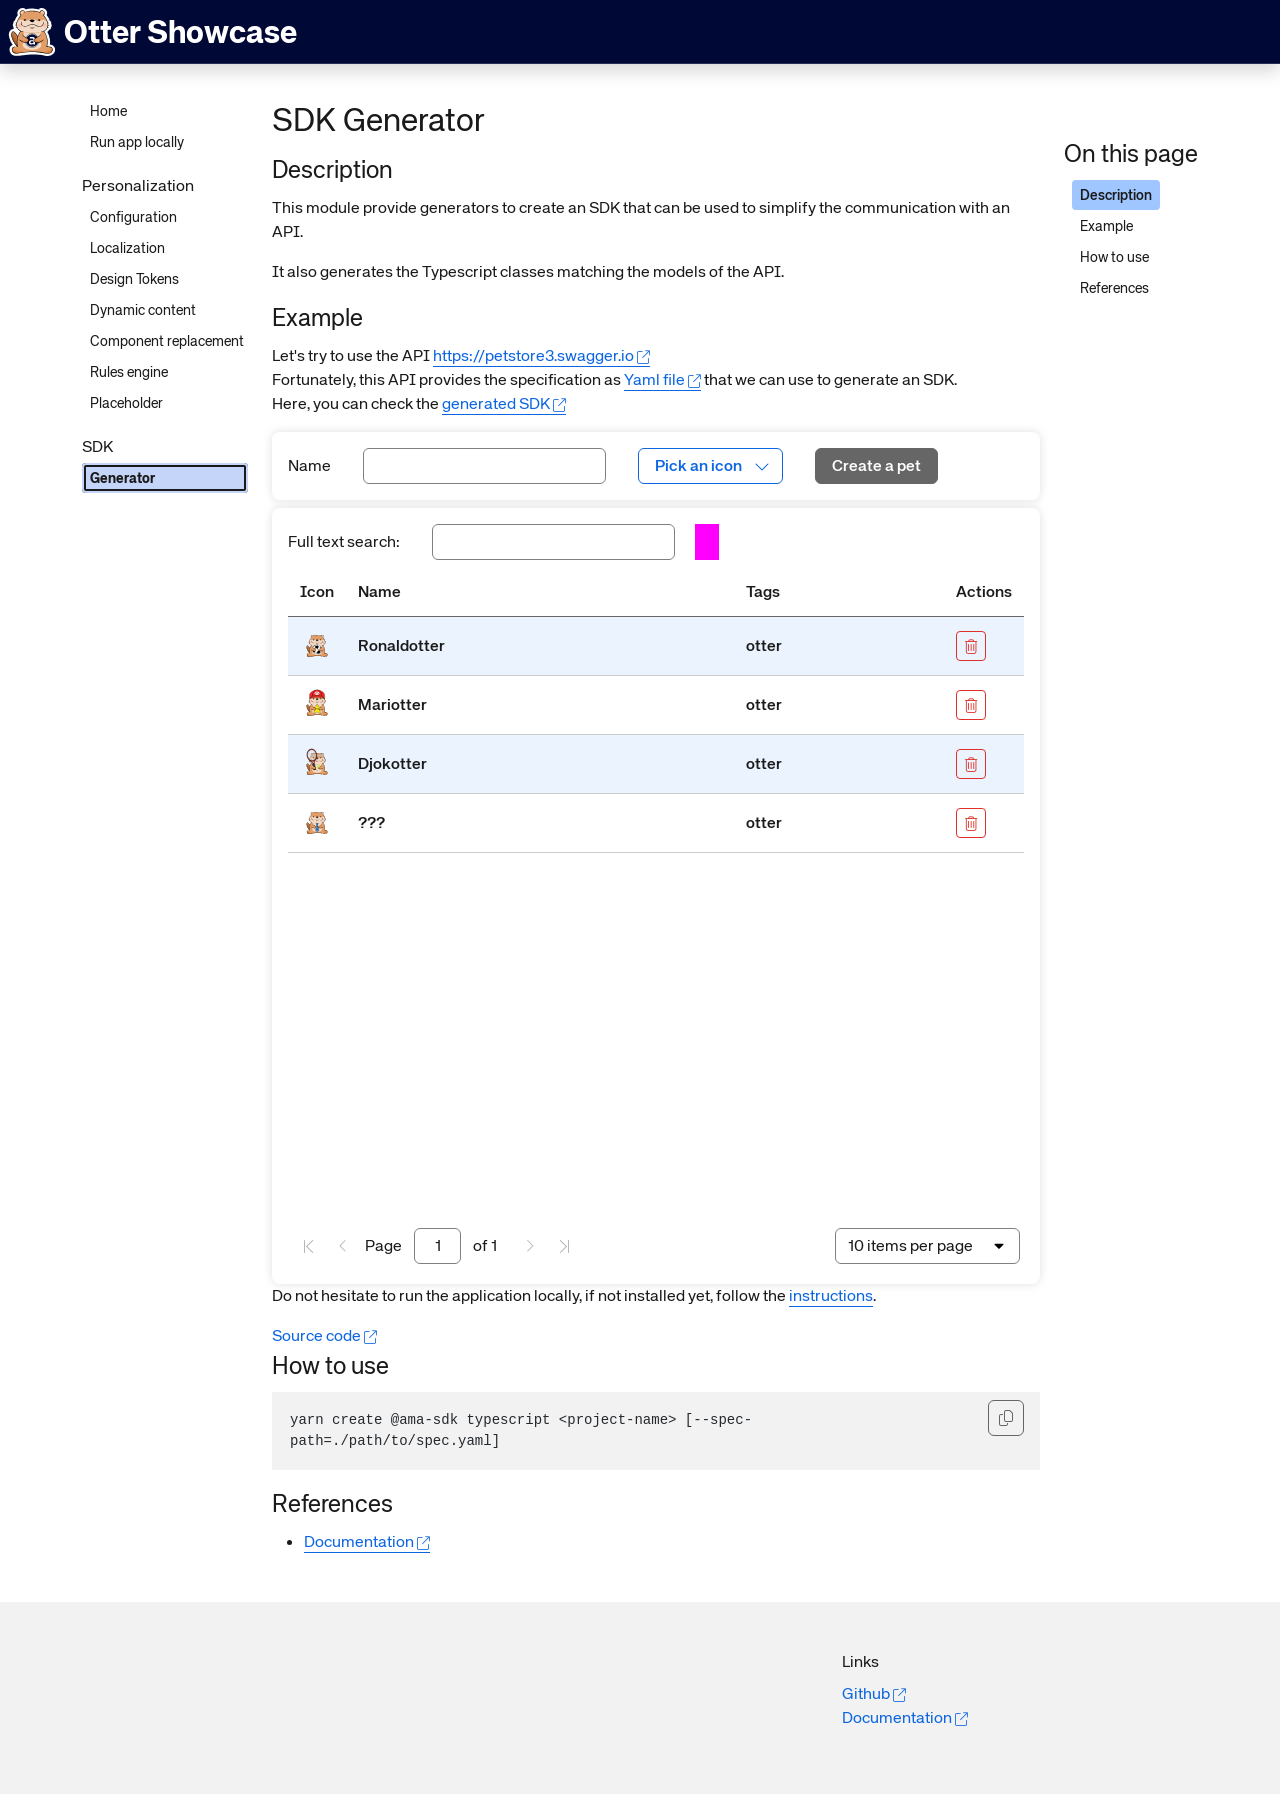 Otter Showcase
Home
Run app locally
Personalization
Configuration
Localization
Design Tokens
Dynamic content
Component replacement
Rules engine
Placeholder
SDK
Generator
SDK Generator
Description
This module provide generators to create an SDK that can be used to simplify the communication with an
API.
It also generates the Typescript classes matching the models of the API.
Example
Let's try to use the API https://petstore3.swagger.io
Fortunately, this API provides the specification as Yaml file that we can use to generate an SDK.
Here, you can check the generated SDK
Name Pick an icon Create a pet
Full text search:
Icon Name Tags Actions
Ronaldotter otter
Mariotter otter
Djokotter otter
??? otter
Page 1 of 1 10 items per page
Do not hesitate to run the application locally, if not installed yet, follow the instructions.
Source code
How to use
yarn create @ama-sdk typescript <project-name> [--spec-
path=./path/to/spec.yaml]
References
Documentation
On this page
Description
Example
How to use
References
Links
Github
Documentation